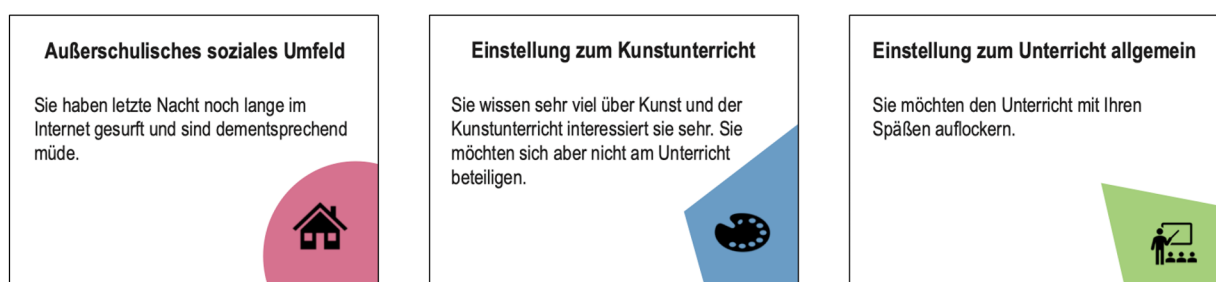 Außerschulisches soziales Umfeld
Sie haben letzte Nacht noch lange im
Internet gesurft und sind dementsprechend
müde.
Einstellung zum Kunstunterricht
Sie wissen sehr viel über Kunst und der
Kunstunterricht interessiert sie sehr. Sie
möchten sich aber nicht am Unterricht
beteiligen.
Einstellung zum Unterricht allgemein
Sie möchten den Unterricht mit Ihren
Späßen auflockern.